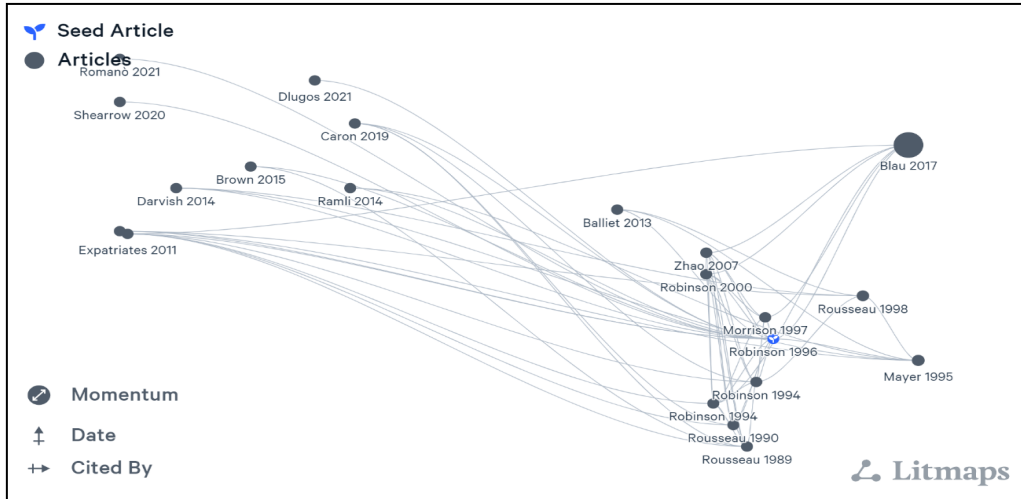 Seed Article
Articles
Romano 2021
Dlugos 2021
Shearrow 2020
Caron 2019
Blau 2017
Brown 2015
Darvish 2014
Ramli 2014
Balliet 2013
Expatriates 2011
Zhao 2007
Robinson 2000
Rousseau 1998
Morrison 1997
Robinson 1996
Mayer 1995
Robinson 1994
Robinson 1994
Rousseau 1990
Rousseau 1989
Momentum
Date
Cited By
Litmaps